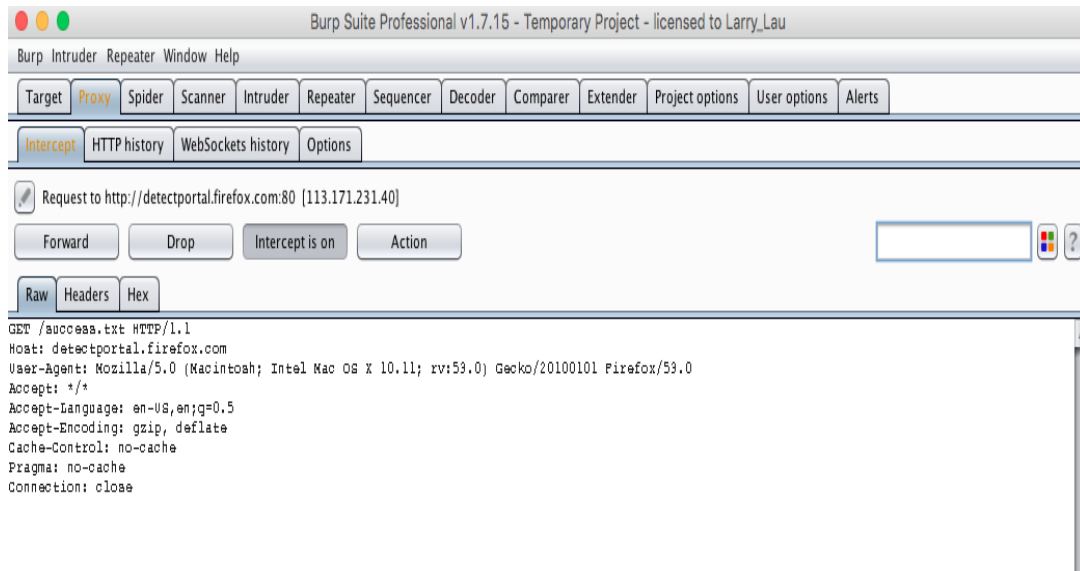 Burp Suite Professional v1.7.15 - Temporary Project - licensed to Larry_Lau
Burp Intruder Repeater Window Help
Target Proxy Spider Scanner Intruder Repeater Sequencer Decoder Comparer Extender Project options User options Alerts
Intercept HTTP history WebSockets history Options
Request to http://detectportal.firefox.com:80 [113.171.231.40]
Forward Drop Intercept is on Action ?
Raw Headers Hex
GET /success.txt HTTP/1.1
Host: detectportal.firefox.com
User-Agent: Mozilla/5.0 (Macintosh; Intel Mac OS X 10.11; rv:53.0) Gecko/20100101 Firefox/53.0
Accept: */*
Accept-Language: en-US,en;q=0.5
Accept-Encoding: gzip, deflate
Cache-Control: no-cache
Pragma: no-cache
Connection: close